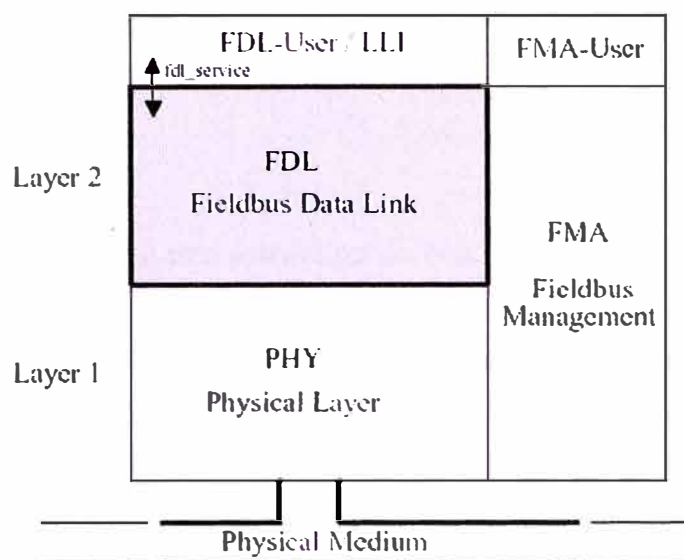 FDL-User / LLI
FMA-User
fdl_service
Layer 2
FDL
Fieldbus Data Link
FMA
Fieldbus
Management
Layer 1
PHY
Physical Layer
Physical Medium